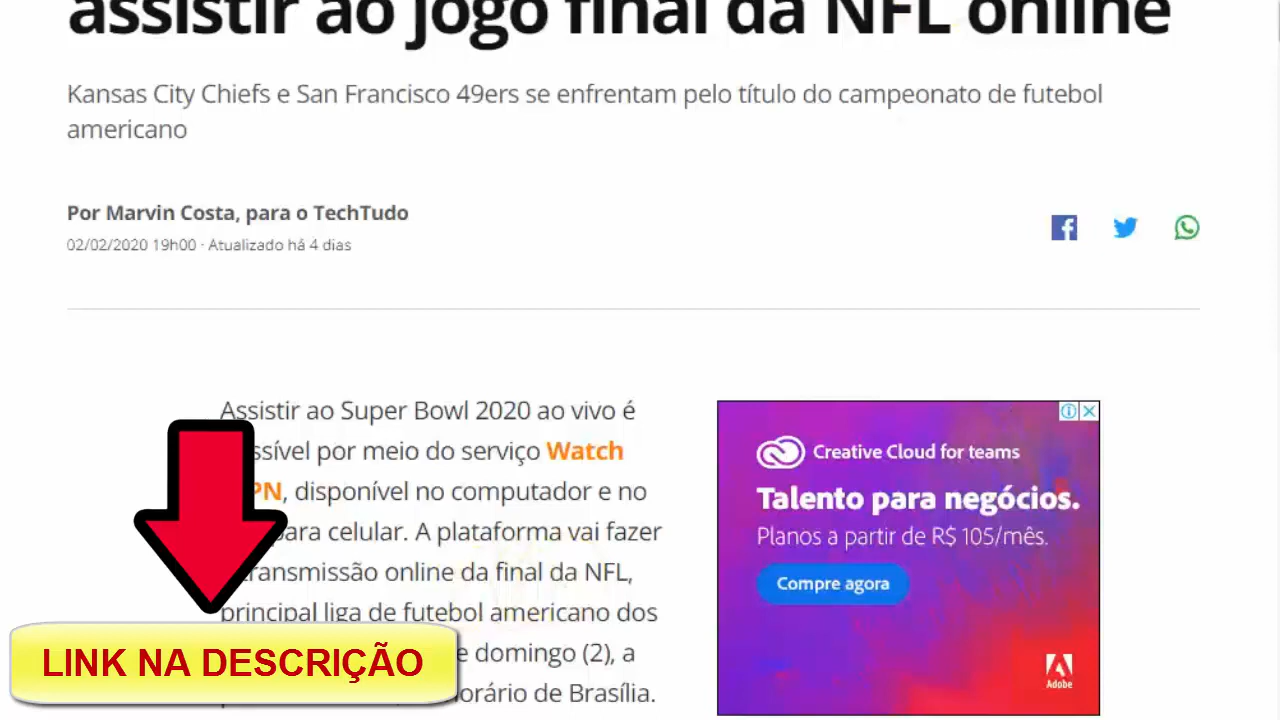 assistir ao jogo final da NFL online
Kansas City Chiefs e San Francisco 49ers se enfrentam pelo título do campeonato de futebol
americano
Por Marvin Costa, para o TechTudo
02/02/2020 19h00 · Atualizado há 4 dias
Assistir ao Super Bowl 2020 ao vivo é
ssível por meio do serviço Watch
PN, disponível no computador e no
para celular. A plataforma vai fazer
transmissão online da final da NFL,
principal liga de futebol americano dos
e domingo (2), a
orário de Brasília.
Creative Cloud for teams
Talento para negócios.
Planos a partir de R$ 105/mês.
Compre agora
Adobe
LINK NA DESCRIÇÃO